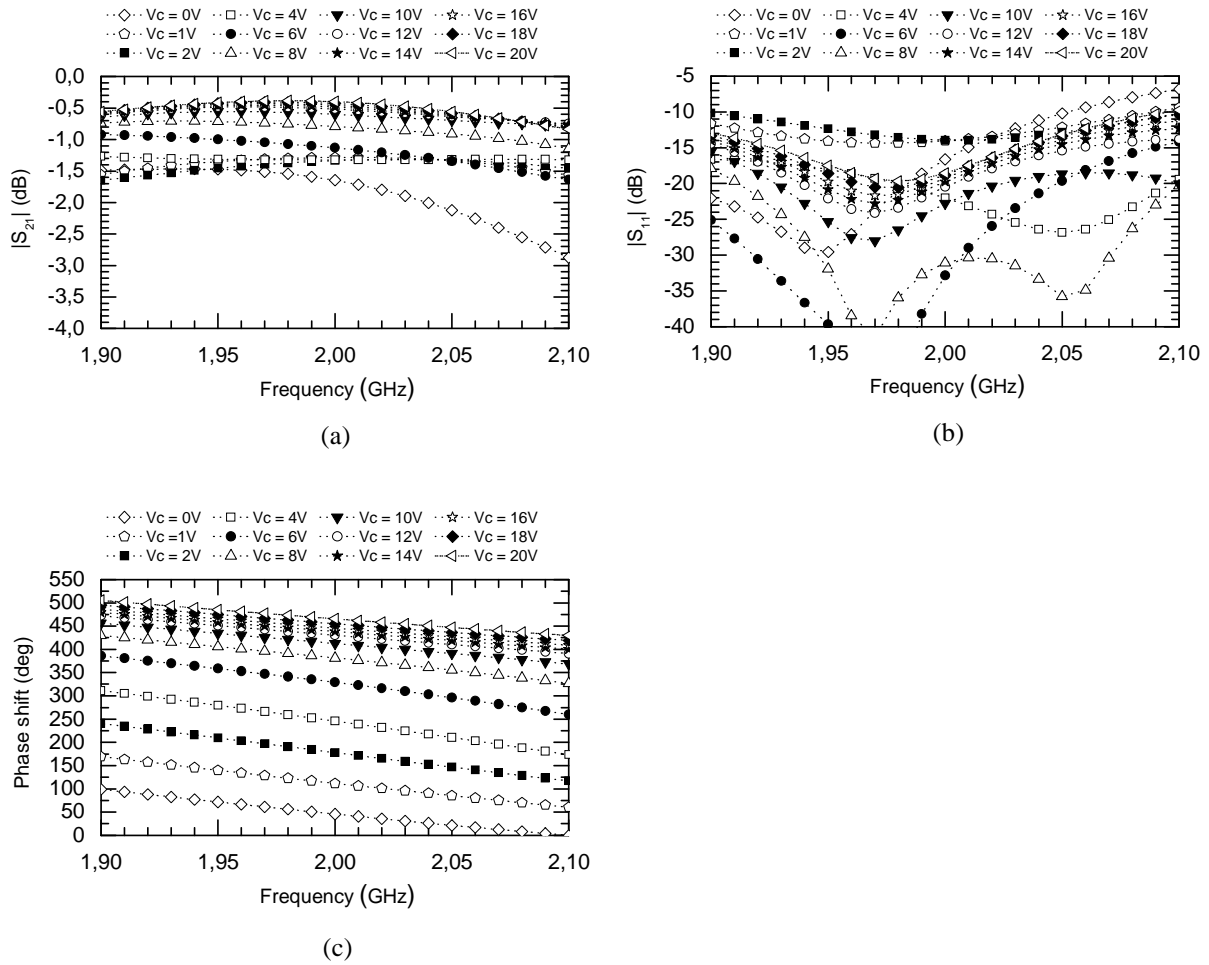 Vc = 0V Vc = 4V Vc = 10V Vc = 16V
Vc =1V Vc = 6V Vc = 12V Vc = 18V
Vc = 2V Vc = 8V Vc = 14V Vc = 20V
0,0
-0,5
-1,0
-1,5
-2,0
-2,5
-3,0
-3,5
-4,0
|S21| (dB)
1,90 1,95 2,00 2,05 2,10
Frequency (GHz)
(a)
Vc = 0V Vc = 4V Vc = 10V Vc = 16V
Vc =1V Vc = 6V Vc = 12V Vc = 18V
Vc = 2V Vc = 8V Vc = 14V Vc = 20V
-5
-10
-15
-20
-25
-30
-35
-40
|S11| (dB)
1,90 1,95 2,00 2,05 2,10
Frequency (GHz)
(b)
Vc = 0V Vc = 4V Vc = 10V Vc = 16V
Vc =1V Vc = 6V Vc = 12V Vc = 18V
Vc = 2V Vc = 8V Vc = 14V Vc = 20V
550
500
450
400
350
300
250
200
150
100
50
0
Phase shift (deg)
1,90 1,95 2,00 2,05 2,10
Frequency (GHz)
(c)